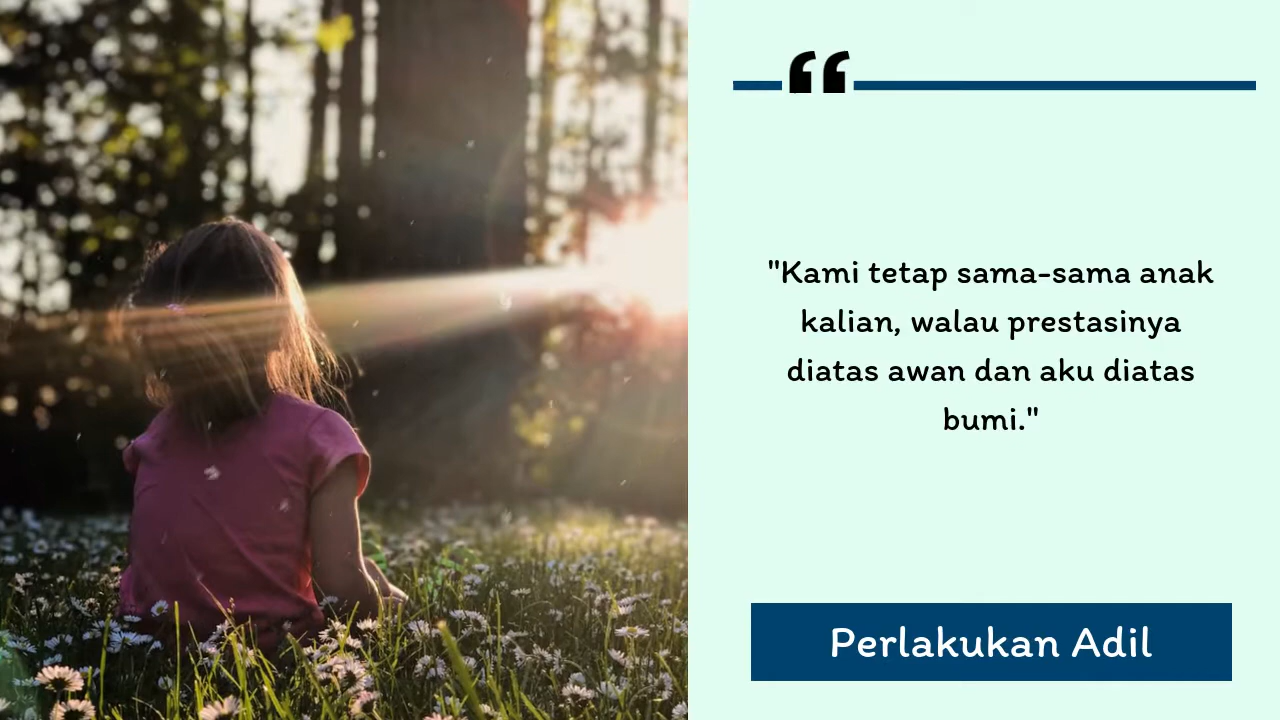 "Kami tetap sama-sama anak
kalian, walau prestasinya
diatas awan dan aku diatas
bumi."
Perlakukan Adil